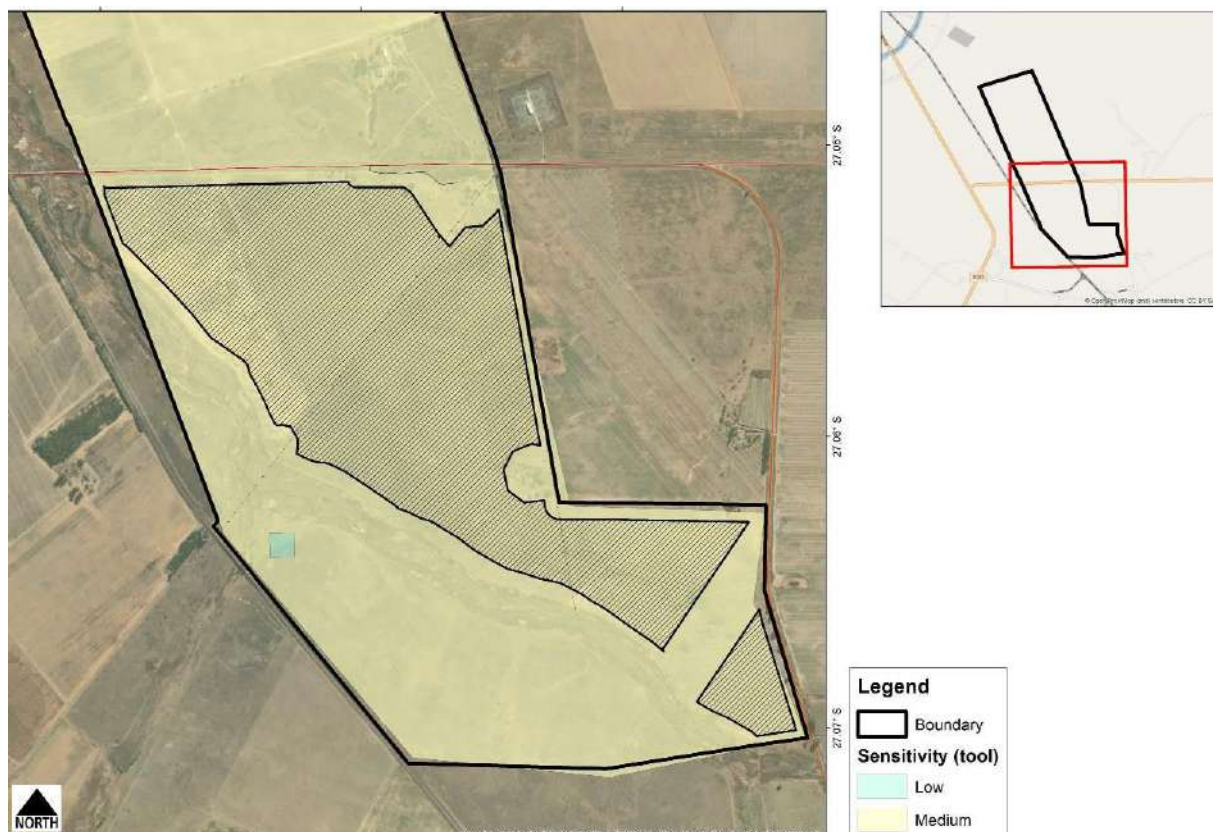 27.05° S
27.06° S
27.07° S
Legend
Boundary
Sensitivity (tool)
Low
Medium
NORTH